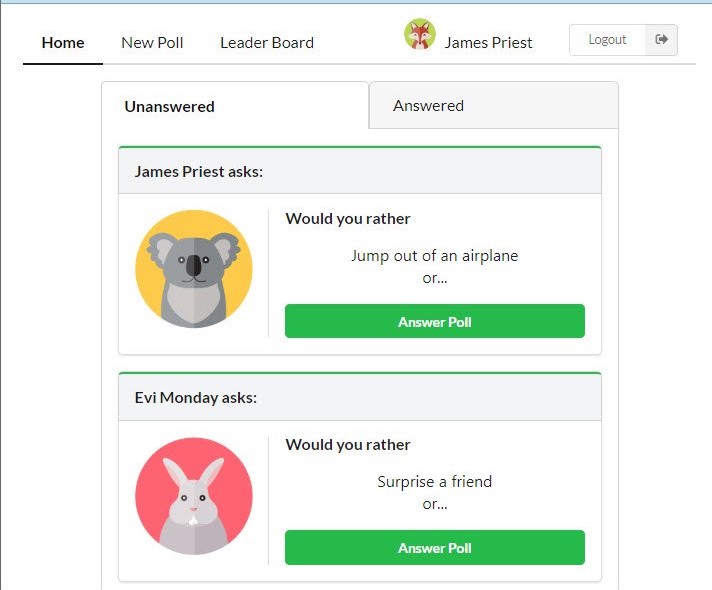 Home New Poll Leader Board James Priest Logout
Unanswered Answered
James Priest asks:
Would you rather
Jump out of an airplane
or...
Answer Poll
Evi Monday asks:
Would you rather
Surprise a friend
or...
Answer Poll